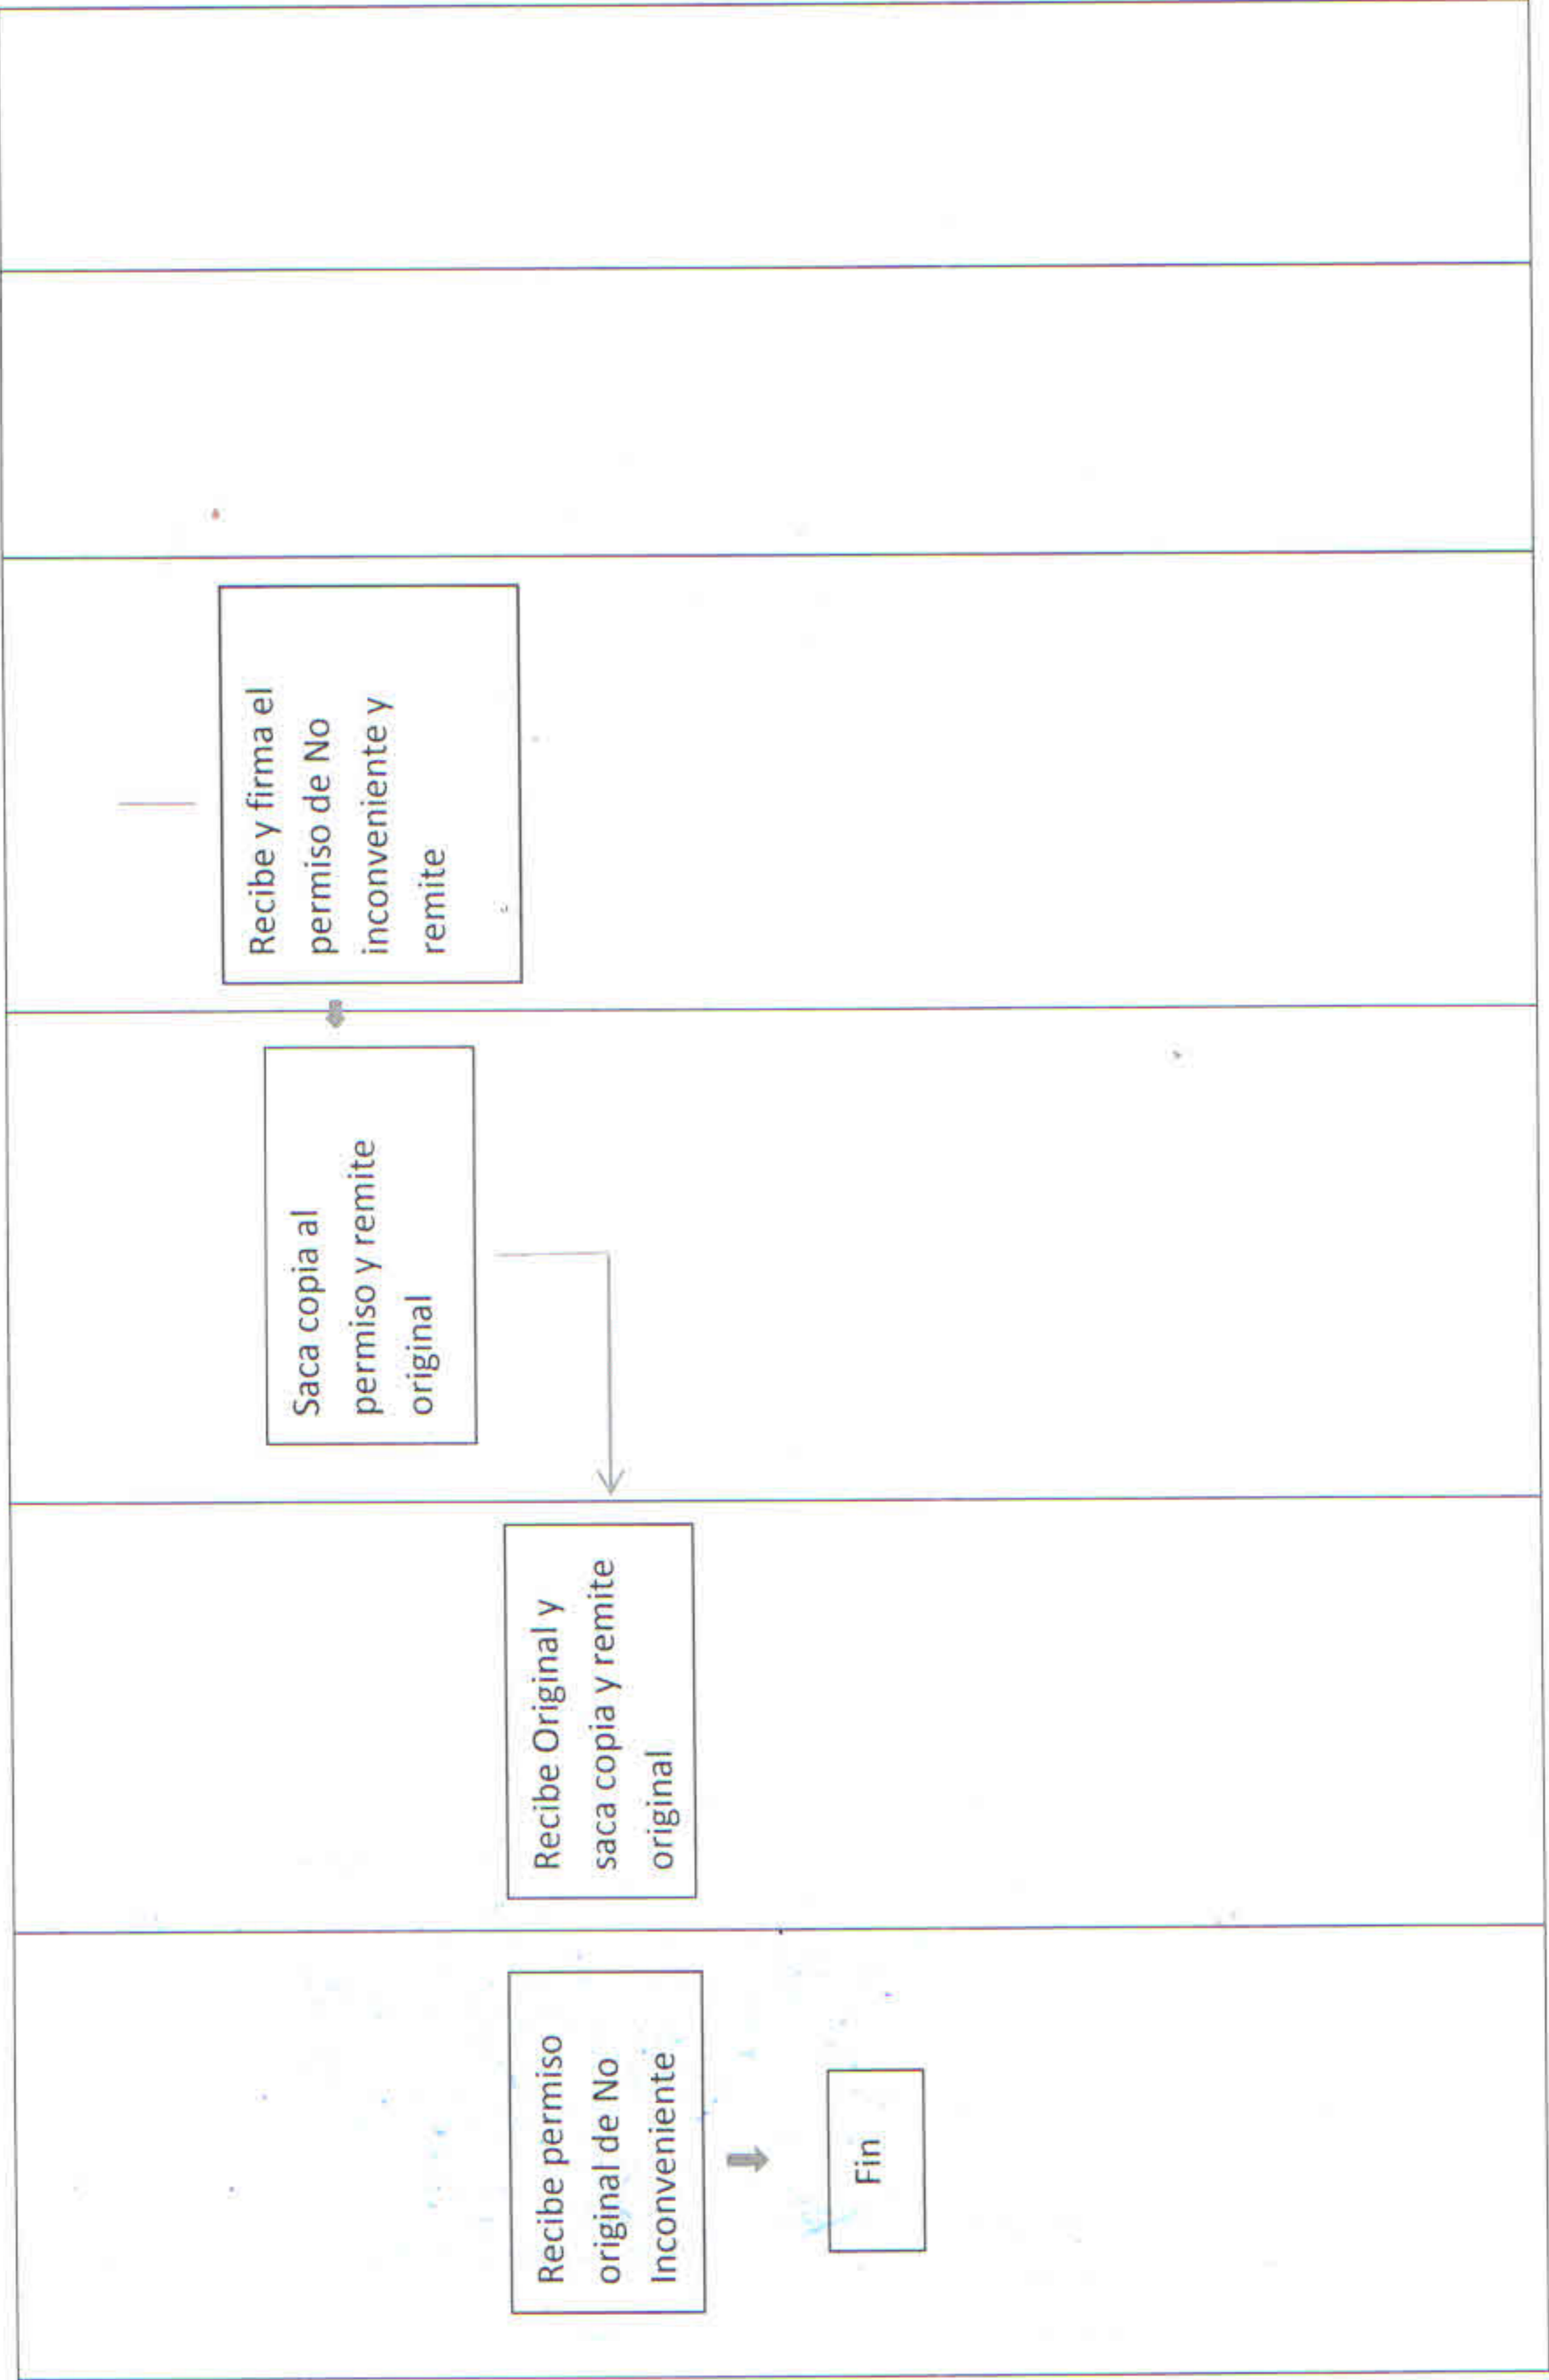 Recibe y firma el
permiso de No
inconveniente y
remite
Saca copia al
permiso y remite
original
Recibe Original y
saca copia y remite
original
Recibe permiso
original de No
Inconveniente
Fin